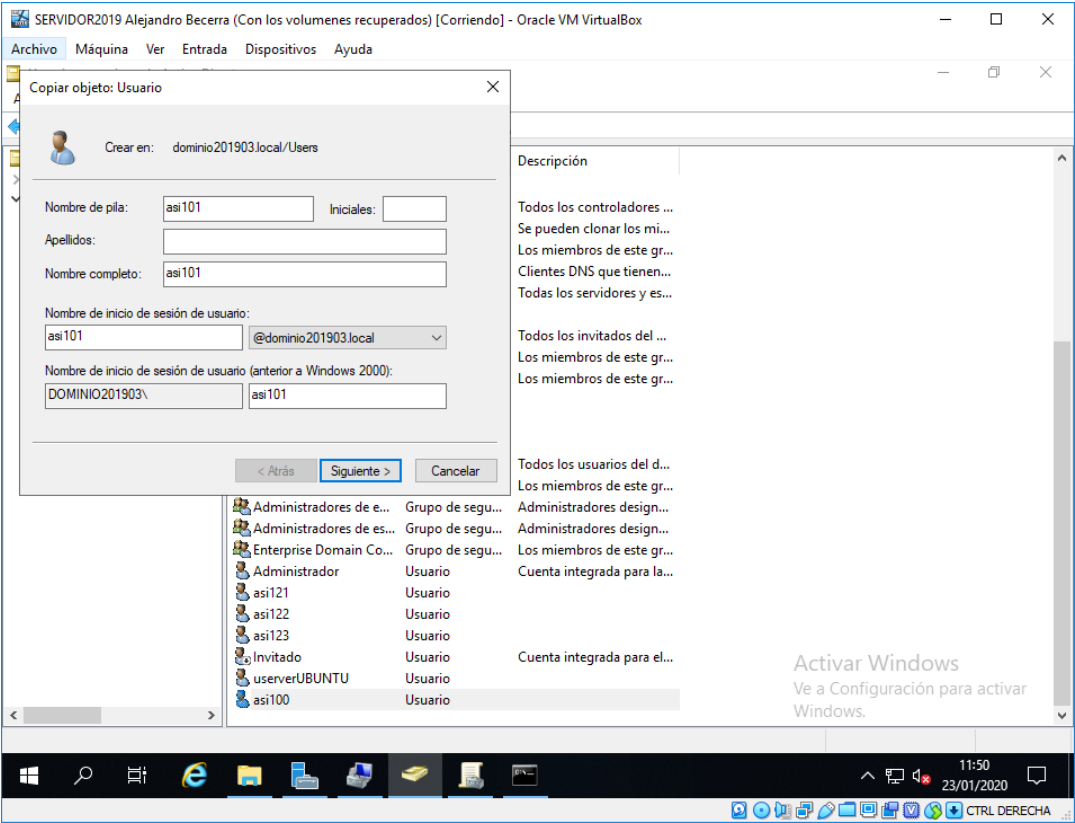 SERVIDOR2019 Alejandro Becerra (Con los volumenes recuperados) [Corriendo] - Oracle VM VirtualBox
Archivo Máquina Ver Entrada Dispositivos Ayuda
Copiar objeto: Usuario
Crear en: dominio201903.local/Users
Nombre de pila: asi101 Iniciales:
Apellidos:
Nombre completo: asi101
Nombre de inicio de sesión de usuario:
asi101 @dominio201903.local
Nombre de inicio de sesión de usuario (anterior a Windows 2000):
DOMINIO201903\ asi101
< Atrás Siguiente > Cancelar
Descripción
Todos los controladores ...
Se pueden clonar los mi...
Los miembros de este gr...
Clientes DNS que tienen...
Todas los servidores y es...
Todos los invitados del ...
Los miembros de este gr...
Los miembros de este gr...
Todos los usuarios del d...
Los miembros de este gr...
Administradores de e... Grupo de segu... Administradores design...
Administradores de es... Grupo de segu... Administradores design...
Enterprise Domain Co... Grupo de segu... Los miembros de este gr...
Administrador Usuario Cuenta integrada para la...
asi121 Usuario
asi122 Usuario
asi123 Usuario
Invitado Usuario Cuenta integrada para el...
userverUBUNTU Usuario
asi100 Usuario
Activar Windows
Ve a Configuración para activar
Windows.
11:50
23/01/2020
CTRL DERECHA